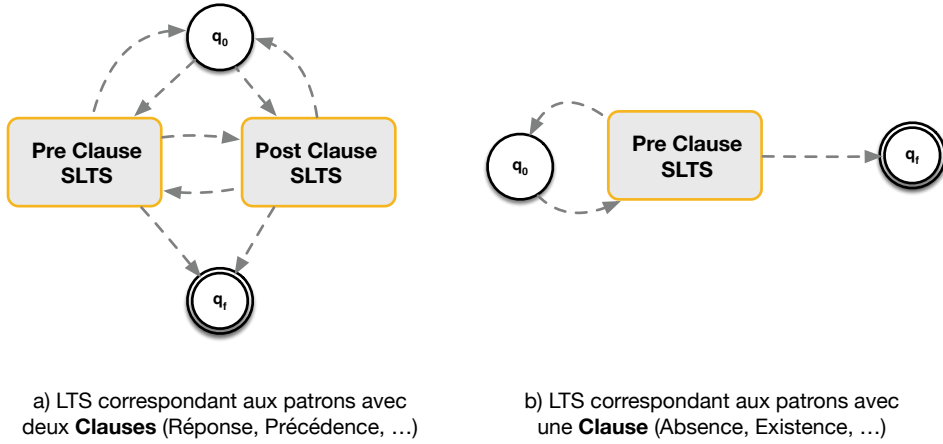 q0
Pre Clause
SLTS
Post Clause
SLTS
qf
a) LTS correspondant aux patrons avec
deux Clauses (Réponse, Précédence, …)
q0
Pre Clause
SLTS
qf
b) LTS correspondant aux patrons avec
une Clause (Absence, Existence, …)